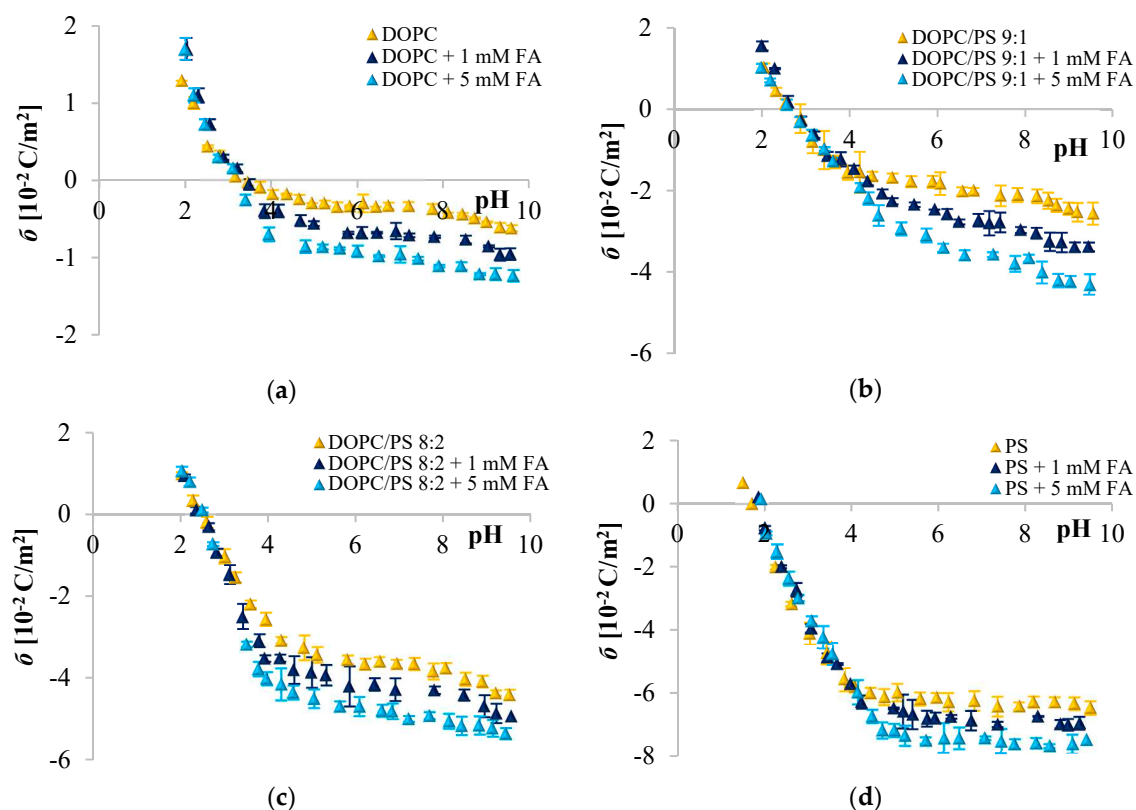 DOPC
DOPC + 1 mM FA
DOPC + 5 mM FA
2
1
0
-1
-2
0
2
4
6
8
10
pH
б [10⁻² C/m²]
(a)
DOPC/PS 9:1
DOPC/PS 9:1 + 1 mM FA
DOPC/PS 9:1 + 5 mM FA
2
0
-2
-4
-6
0
2
4
6
8
10
pH
б [10⁻² C/m²]
(b)
DOPC/PS 8:2
DOPC/PS 8:2 + 1 mM FA
DOPC/PS 8:2 + 5 mM FA
2
0
-2
-4
-6
0
2
4
6
8
10
pH
б [10⁻² C/m²]
(c)
PS
PS + 1 mM FA
PS + 5 mM FA
2
0
-2
-4
-6
-8
0
2
4
6
8
10
pH
б [10⁻² C/m²]
(d)